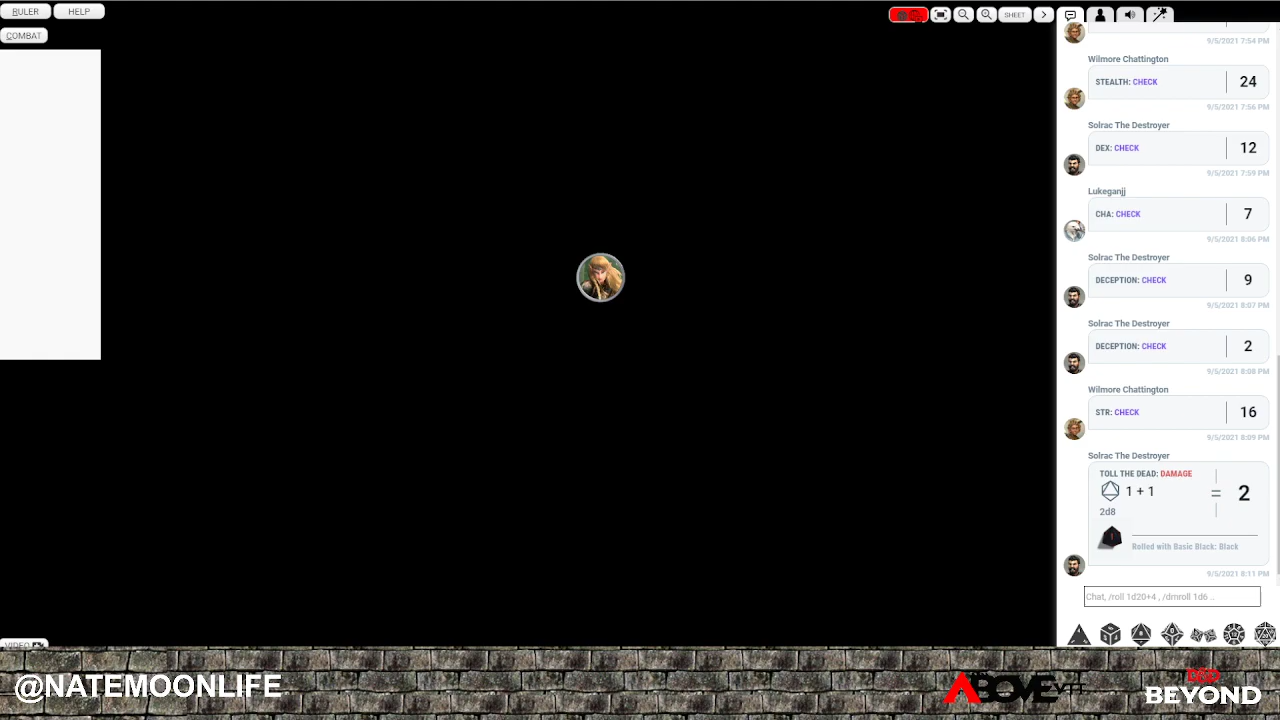 RULER
HELP
SHEET
COMBAT
9/5/2021 7:54 PM
Wilmore Chattington
STEALTH: CHECK
24
9/5/2021 7:56 PM
Solrac The Destroyer
DEX: CHECK
12
9/5/2021 7:59 PM
Lukeganjj
CHA: CHECK
7
9/5/2021 8:06 PM
Solrac The Destroyer
DECEPTION: CHECK
9
9/5/2021 8:07 PM
Solrac The Destroyer
DECEPTION: CHECK
2
9/5/2021 8:08 PM
Wilmore Chattington
STR: CHECK
16
9/5/2021 8:09 PM
Solrac The Destroyer
TOLL THE DEAD: DAMAGE
1 + 1 = 2
2d8
Rolled with Basic Black: Black
9/5/2021 8:11 PM
Chat, /roll 1d20+4 , /dmroll 1d6 ..
VIDEO
@NATEMOONLIFE
ABOVE VTT
D&D
BEYOND